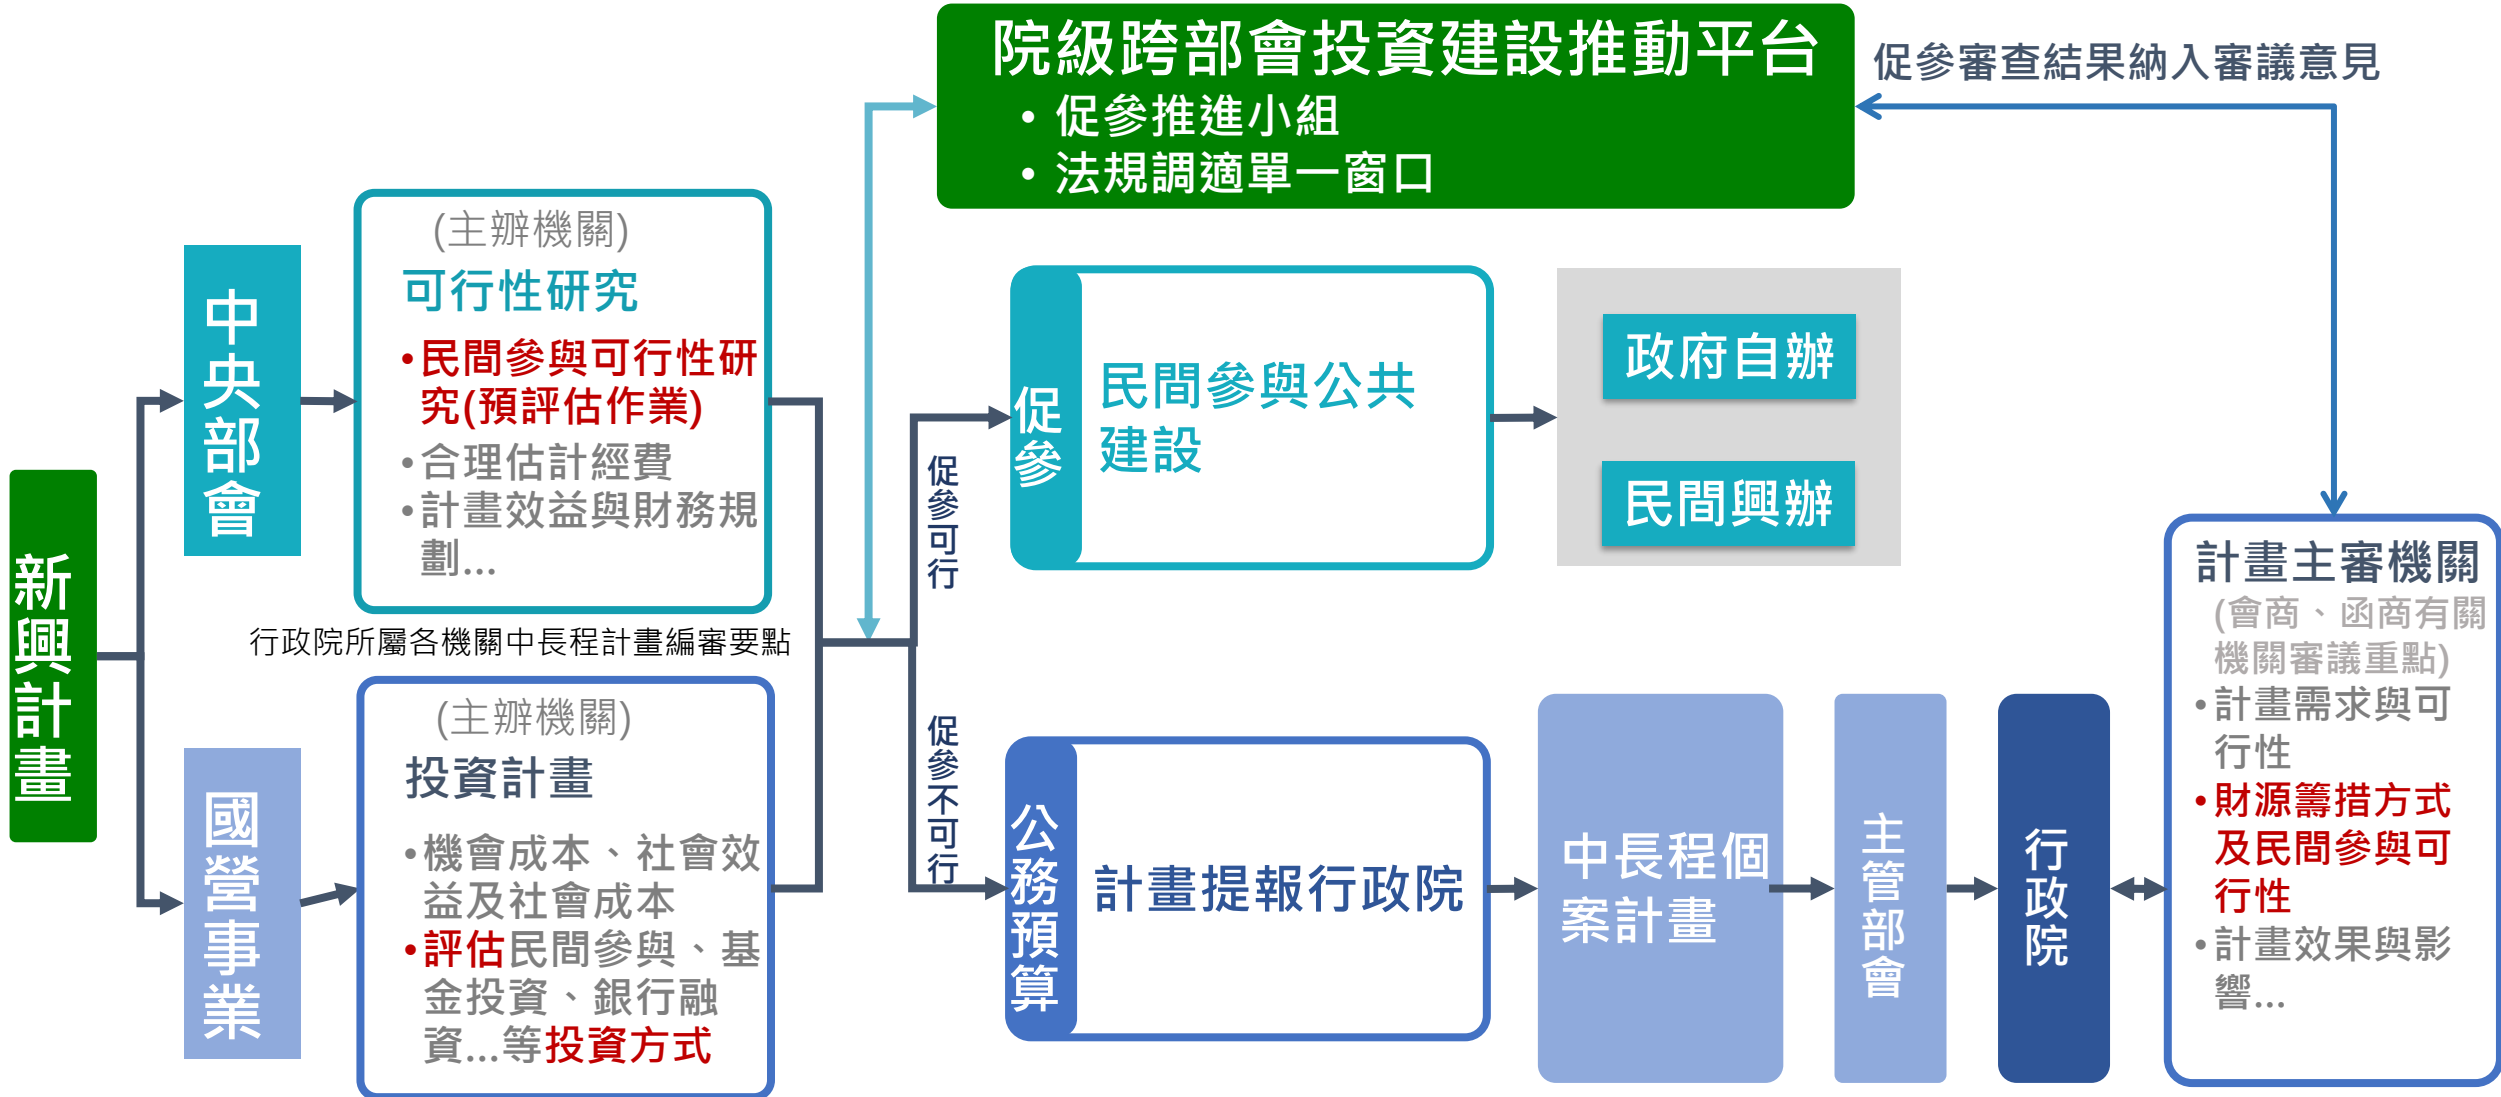 院級跨部會投資建設推動平台
• 促參推進小組
• 法規調適單一窗口
促參審查結果納入審議意見
新興計畫
中央部會
國營事業
(主辦機關)
可行性研究
•民間參與可行性研
究(預評估作業)
•合理估計經費
•計畫效益與財務規
劃...
行政院所屬各機關中長程計畫編審要點
(主辦機關)
投資計畫
•機會成本、社會效
益及社會成本
•評估民間參與、基
金投資、銀行融
資...等投資方式
促參可行
促參不可行
促參
民間參與公共
建設
政府自辦
民間興辦
公務預算
計畫提報行政院
中長程個
案計畫
主管部會
行政院
計畫主審機關
(會商、函商有關
機關審議重點)
•計畫需求與可
行性
•財源籌措方式
及民間參與可
行性
•計畫效果與影
響...